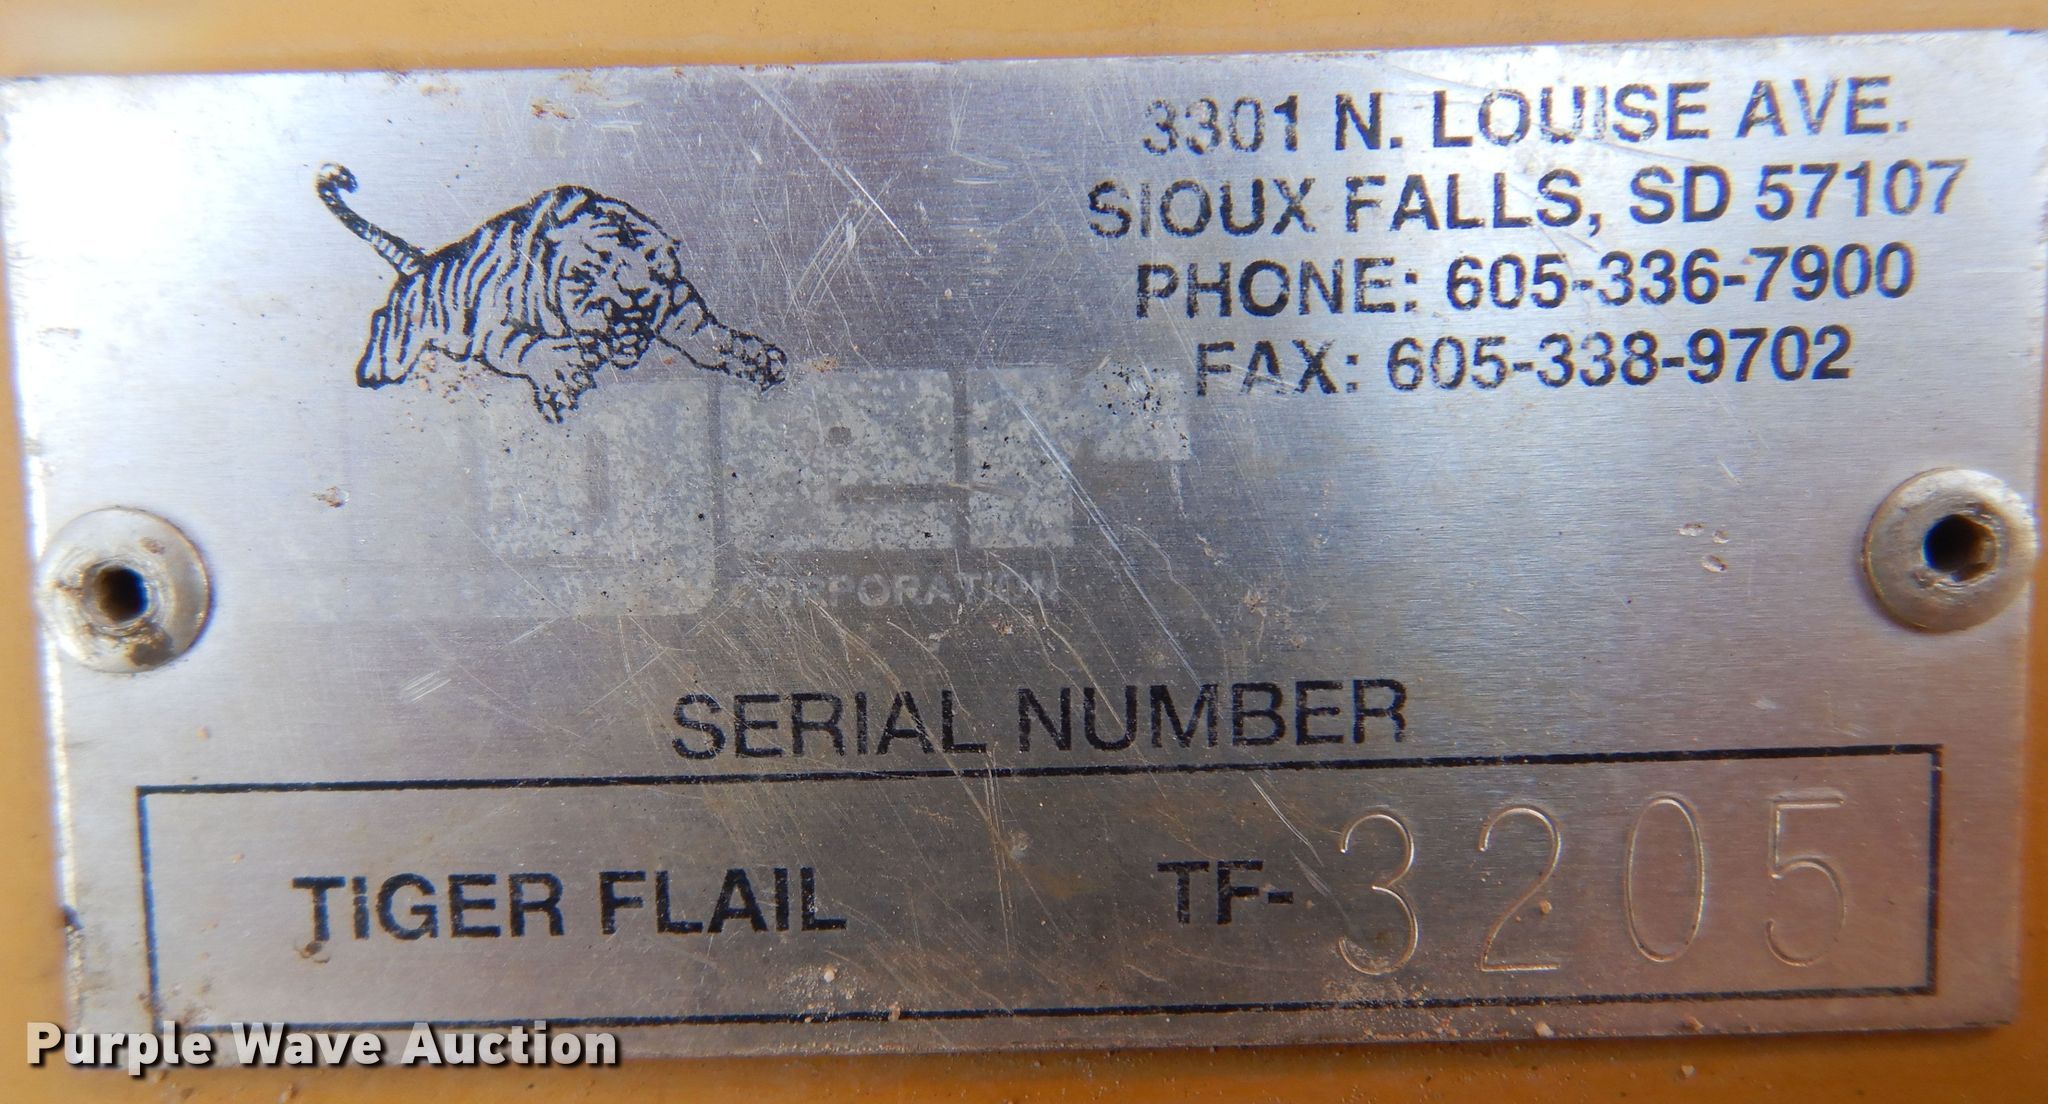 3301 N. LOUISE AVE.
SIOUX FALLS, SD 57107
PHONE: 605-336-7900
FAX: 605-338-9702
CORPORATION
SERIAL NUMBER
TIGER FLAIL TF-3205
Purple Wave Auction